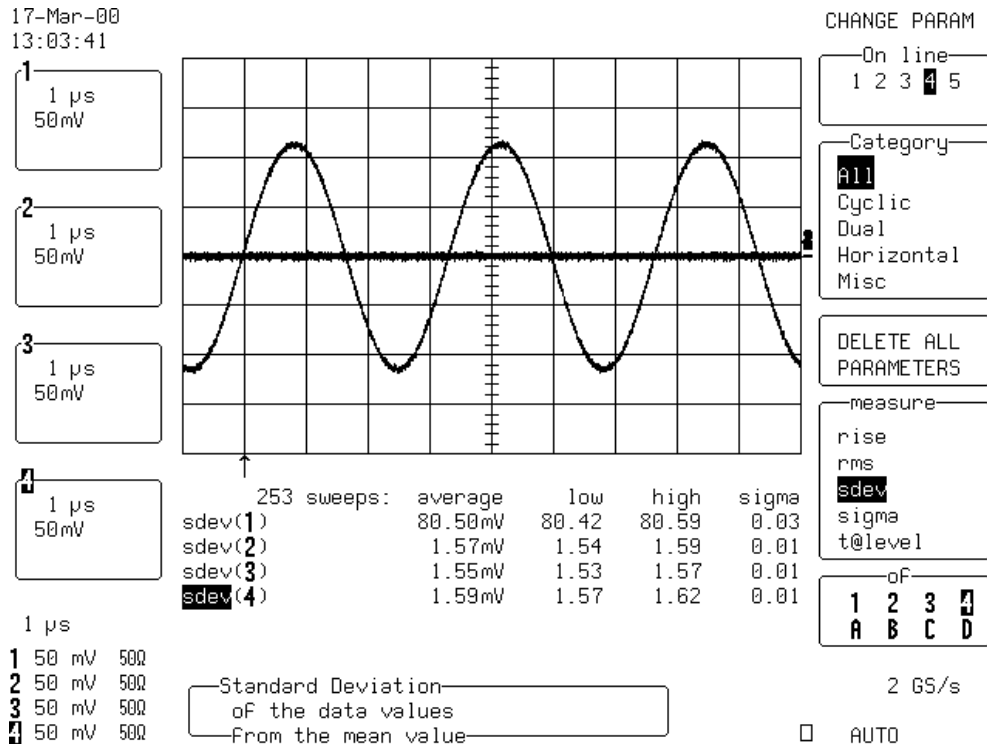 17-Mar-00
13:03:41
1
1 µs
50mV
2
1 µs
50mV
3
1 µs
50mV
4
1 µs
50mV
2
253 sweeps: average low high sigma
sdev(1) 80.50mV 80.42 80.59 0.03
sdev(2) 1.57mV 1.54 1.59 0.01
sdev(3) 1.55mV 1.53 1.57 0.01
sdev(4) 1.59mV 1.57 1.62 0.01
1 µs
1 50 mV 50Ω
2 50 mV 50Ω
3 50 mV 50Ω
4 50 mV 50Ω
Standard Deviation
of the data values
from the mean value
CHANGE PARAM
On line
1 2 3 4 5
Category
All
Cyclic
Dual
Horizontal
Misc
DELETE ALL
PARAMETERS
measure
rise
rms
sdev
sigma
t@level
of
1 2 3 4
A B C D
2 GS/s
AUTO